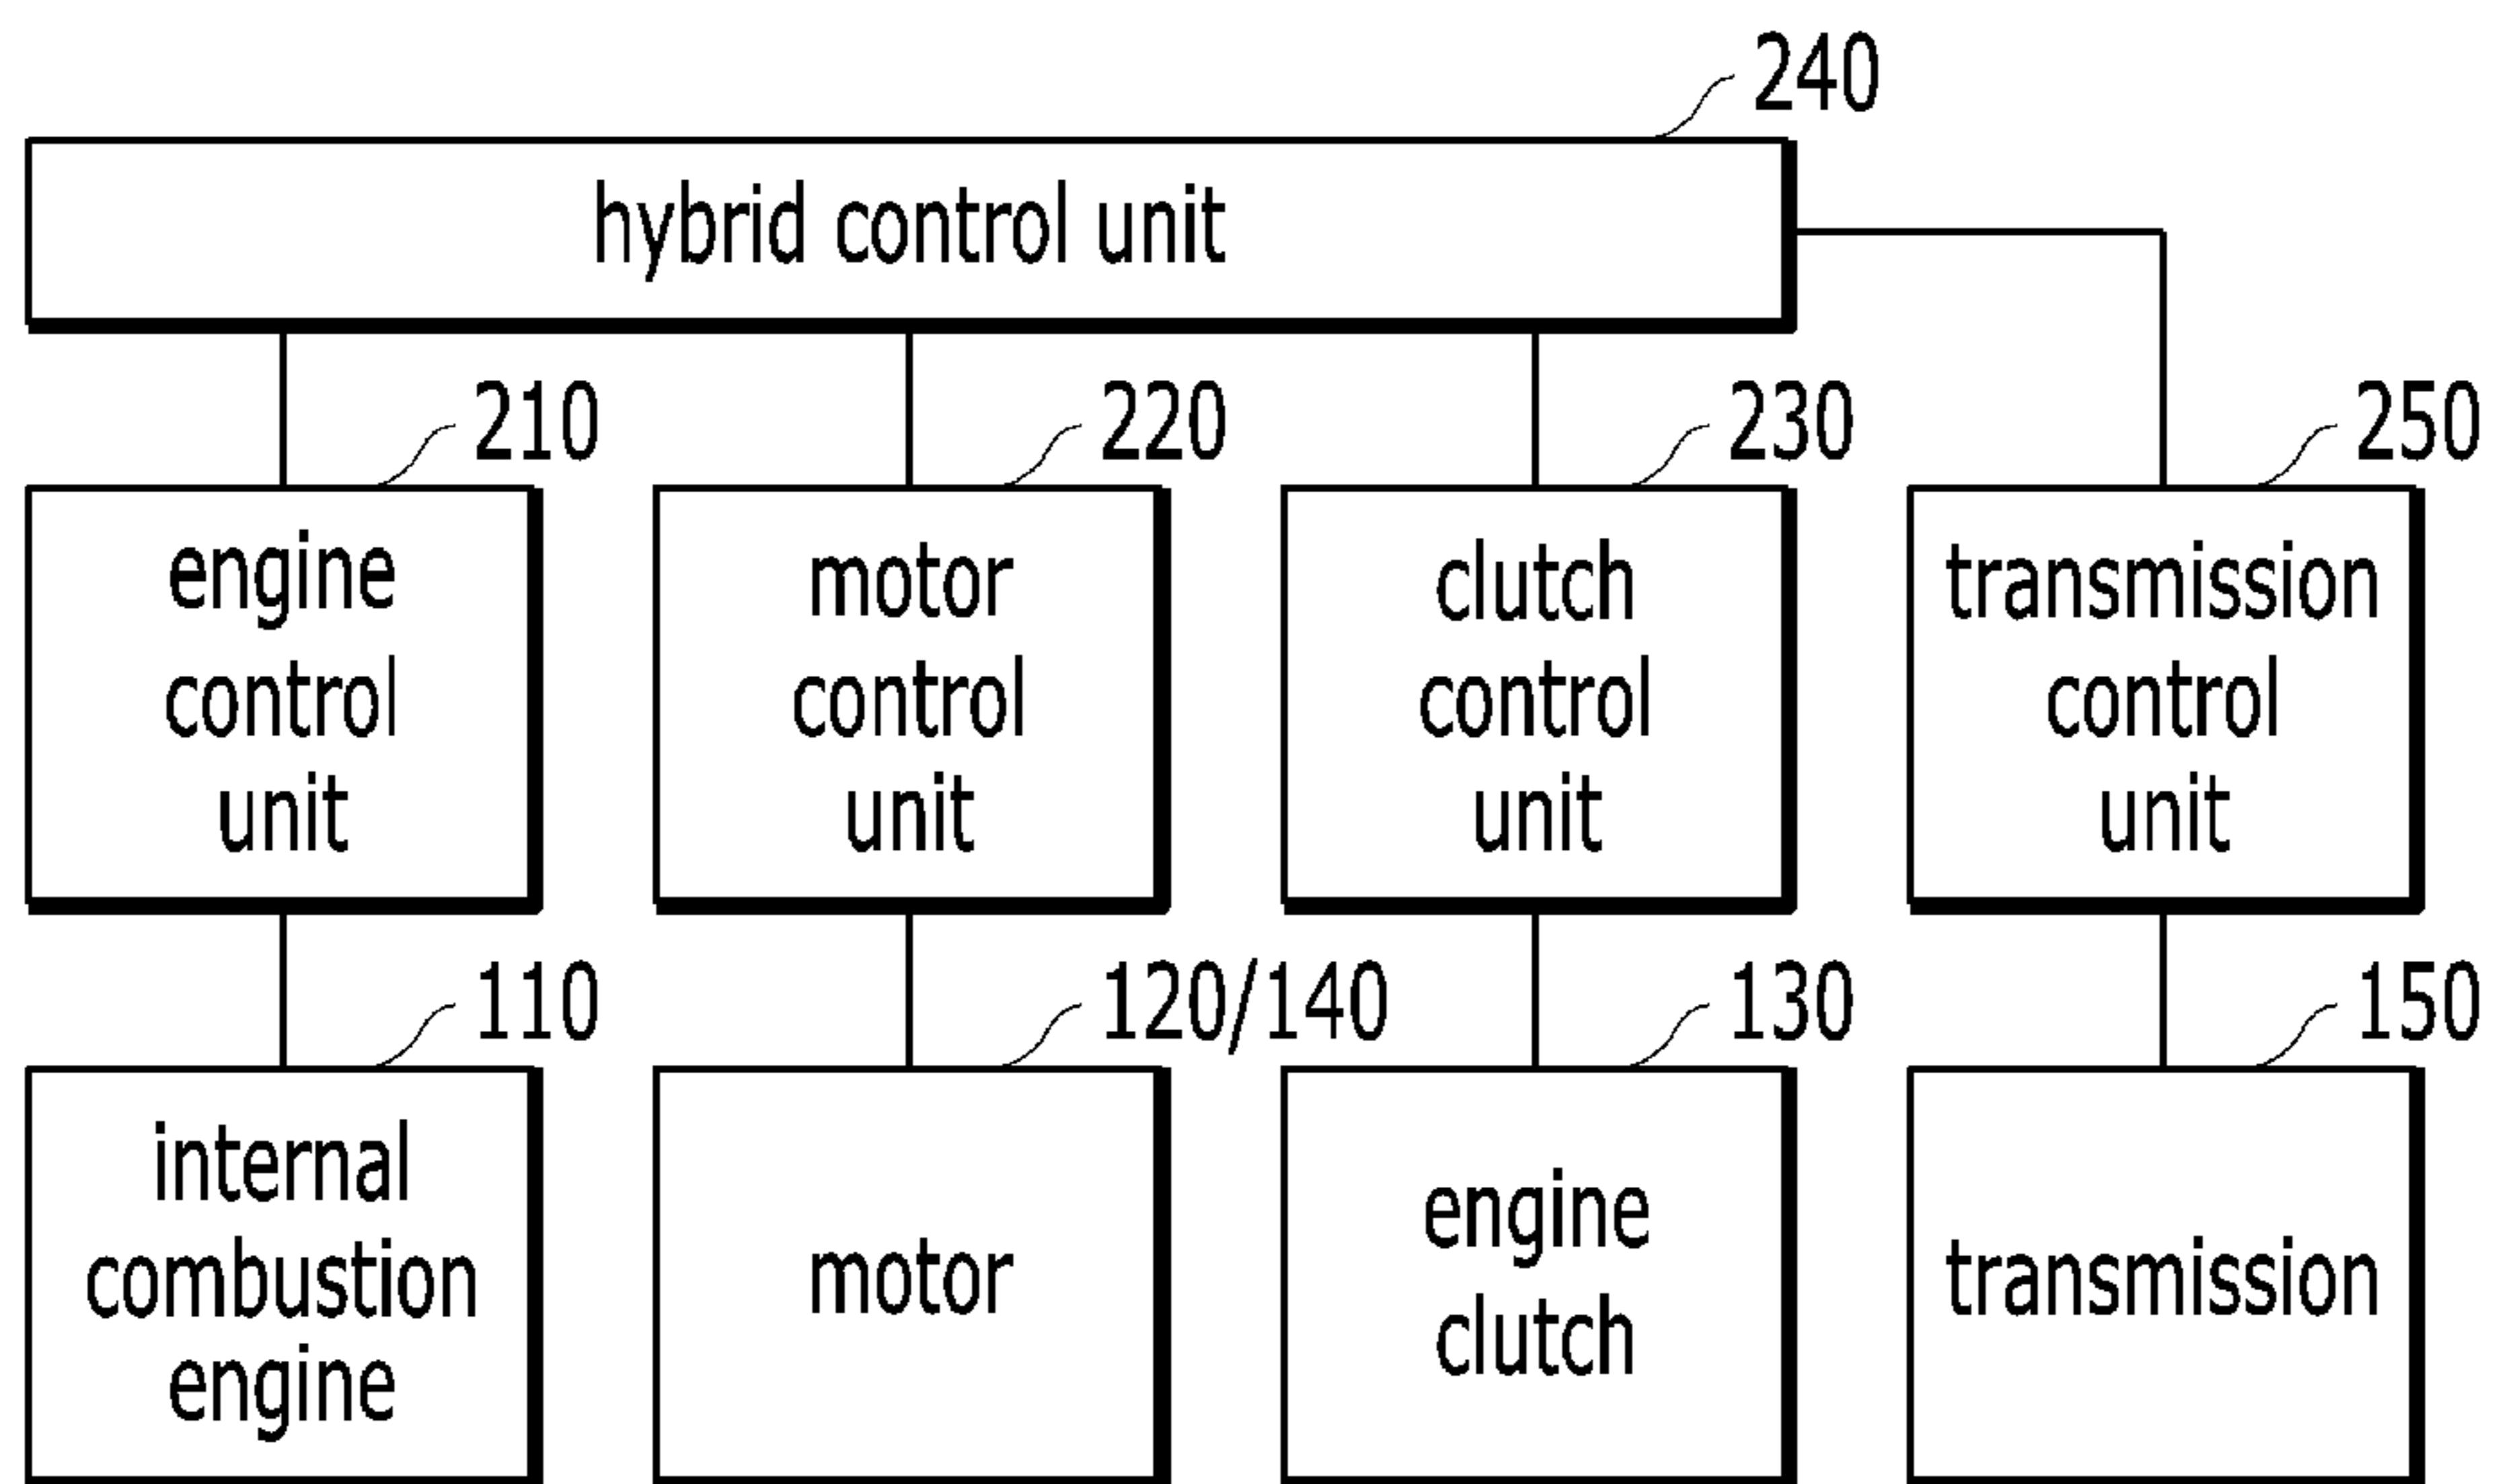 240
hybrid control unit
210
220
230
250
engine
control
unit
motor
control
unit
clutch
control
unit
transmission
control
unit
110
120/140
130
150
internal
combustion
engine
motor
engine
clutch
transmission